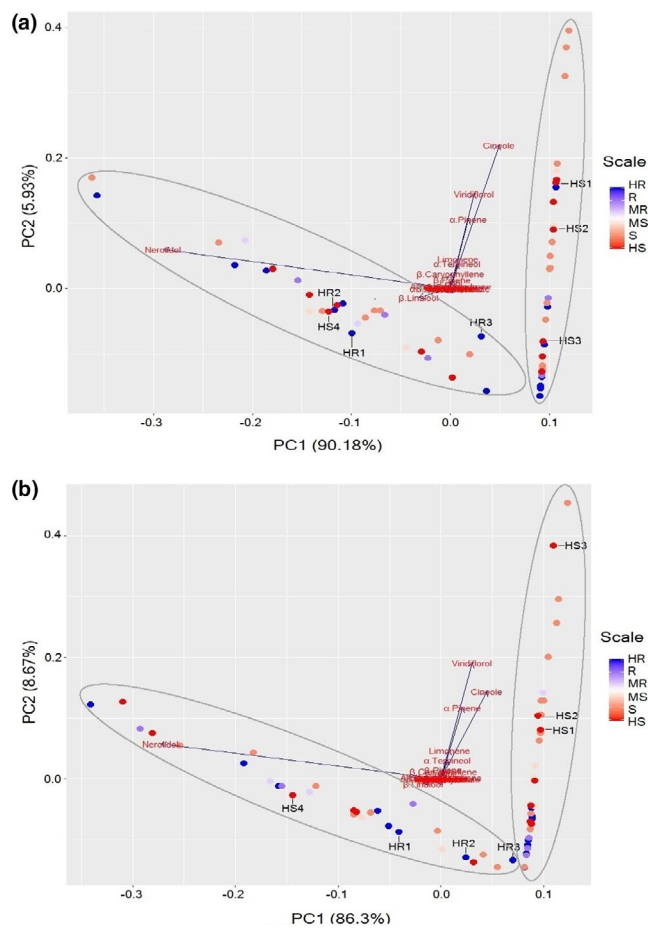 (a)
0.4
0.2
0.0
PC2 (5.93%)
Cineole
Viridiflorol
α.Pinene
Limonene
α.Terpineol
β.Caryophyllene
β.Linalool
HS1
HS2
HS3
HR2
HS4
HR1
HR3
-0.3
-0.2
-0.1
0.0
0.1
PC1 (90.18%)
Scale
HR
R
MR
MS
S
HS
(b)
0.4
0.2
0.0
PC2 (8.67%)
Viridiflorol
Cineole
α.Pinene
Limonene
α.Terpineol
β.Linalool
HS3
HS2
HS1
HS4
HR1
HR2
HR3
-0.3
-0.2
-0.1
0.0
0.1
PC1 (86.3%)
Scale
HR
R
MR
MS
S
HS